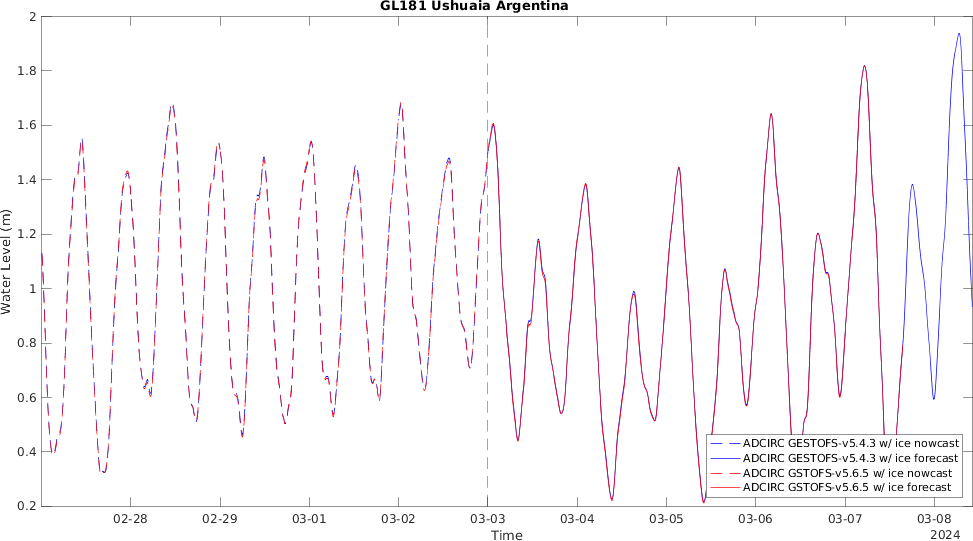 GL181 Ushuaia Argentina
Water Level (m)
2
1.8
1.6
1.4
1.2
1
0.8
0.6
0.4
0.2
ADCIRC GESTOFS-v5.4.3 w/ ice nowcast
ADCIRC GESTOFS-v5.4.3 w/ ice forecast
ADCIRC GSTOFS-v5.6.5 w/ ice nowcast
ADCIRC GSTOFS-v5.6.5 w/ ice forecast
02-28 02-29 03-01 03-02 03-03 03-04 03-05 03-06 03-07 03-08
Time
2024